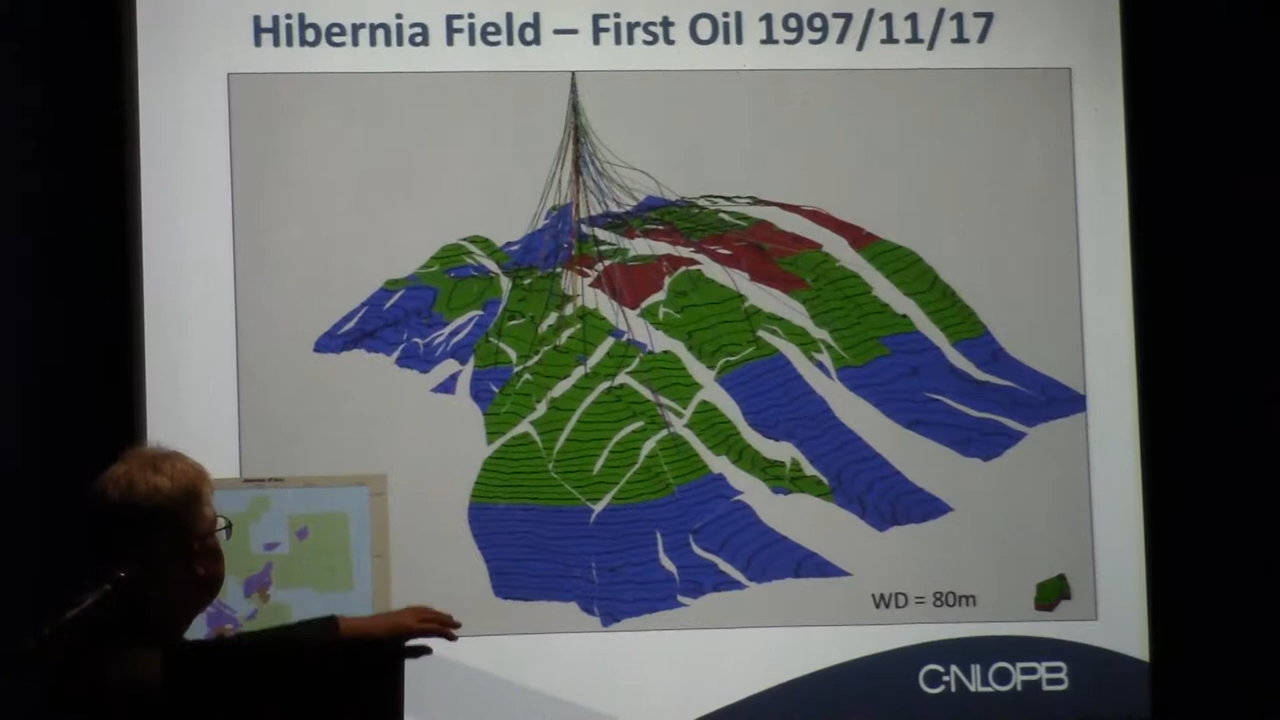 Hibernia Field – First Oil 1997/11/17
WD = 80m
C-NLOPB